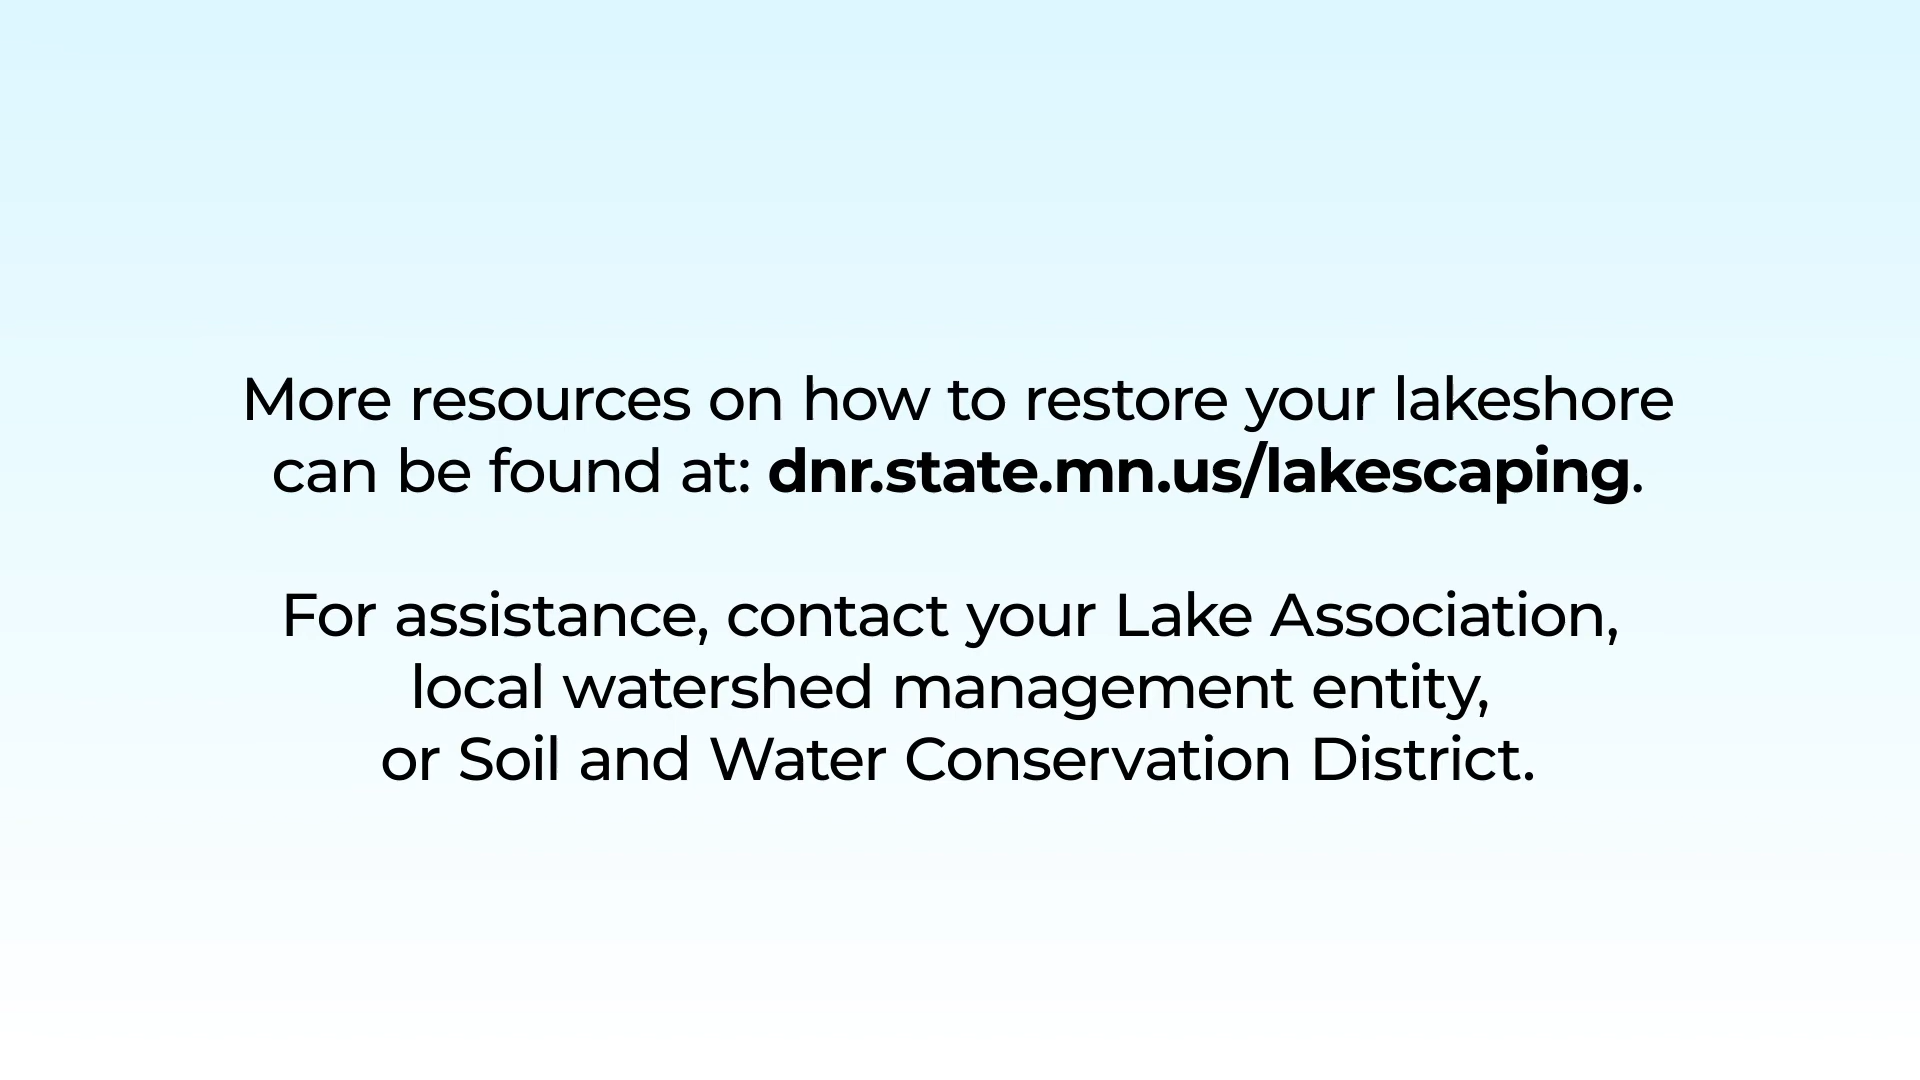 More resources on how to restore your lakeshore
can be found at: dnr.state.mn.us/lakescaping.
For assistance, contact your Lake Association,
local watershed management entity,
or Soil and Water Conservation District.